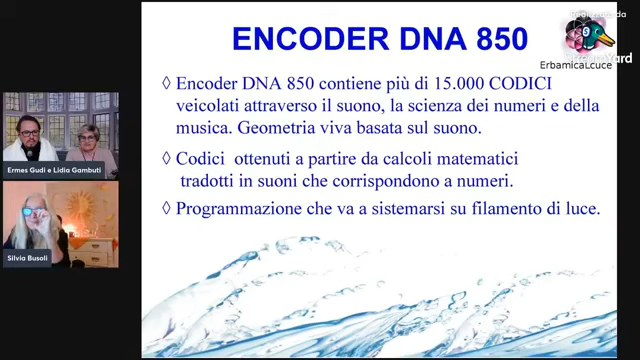 ENCODER DNA 850
ErbamicaLuce
◊ Encoder DNA 850 contiene più di 15.000 CODICI
veicolati attraverso il suono, la scienza dei numeri e della
musica. Geometria viva basata sul suono.
◊ Codici ottenuti a partire da calcoli matematici
tradotti in suoni che corrispondono a numeri.
◊ Programmazione che va a sistemarsi su filamento di luce.
Ermes Gudi e Lidia Gambuti
Silvia Busoli